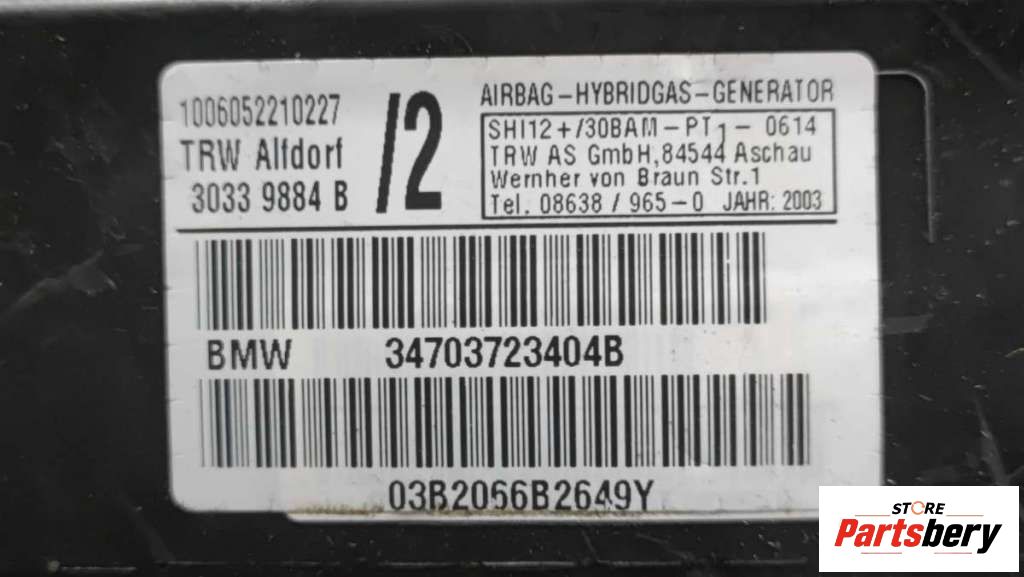 1006052210227
TRW Alfdorf
3033 9884 B
/2
AIRBAG-HYBRIDGAS-GENERATOR
SHI12+/30BAM-PT1-0614
TRW AS GmbH,84544 Aschau
Wernher von Braun Str.1
Tel. 08638 / 965-0 JAHR: 2003
BMW 34703723404B
03B2066B2649Y
STORE
Partsbery